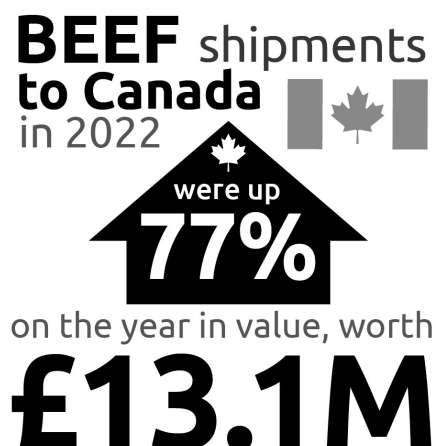 BEEF shipments
to Canada
in 2022
were up
77%
on the year in value, worth
£13.1M